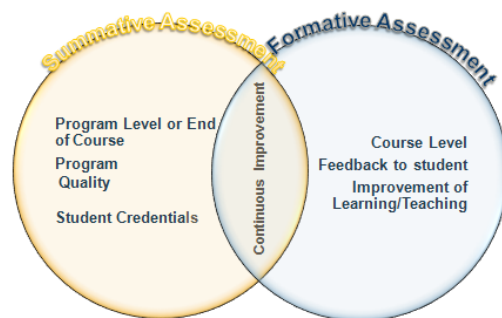 Summative Assessment
Formative Assessment
Program Level or End
of Course
Program
Quality
Student Credentials
Continuous Improvement
Course Level
Feedback to student
Improvement of
Learning/Teaching